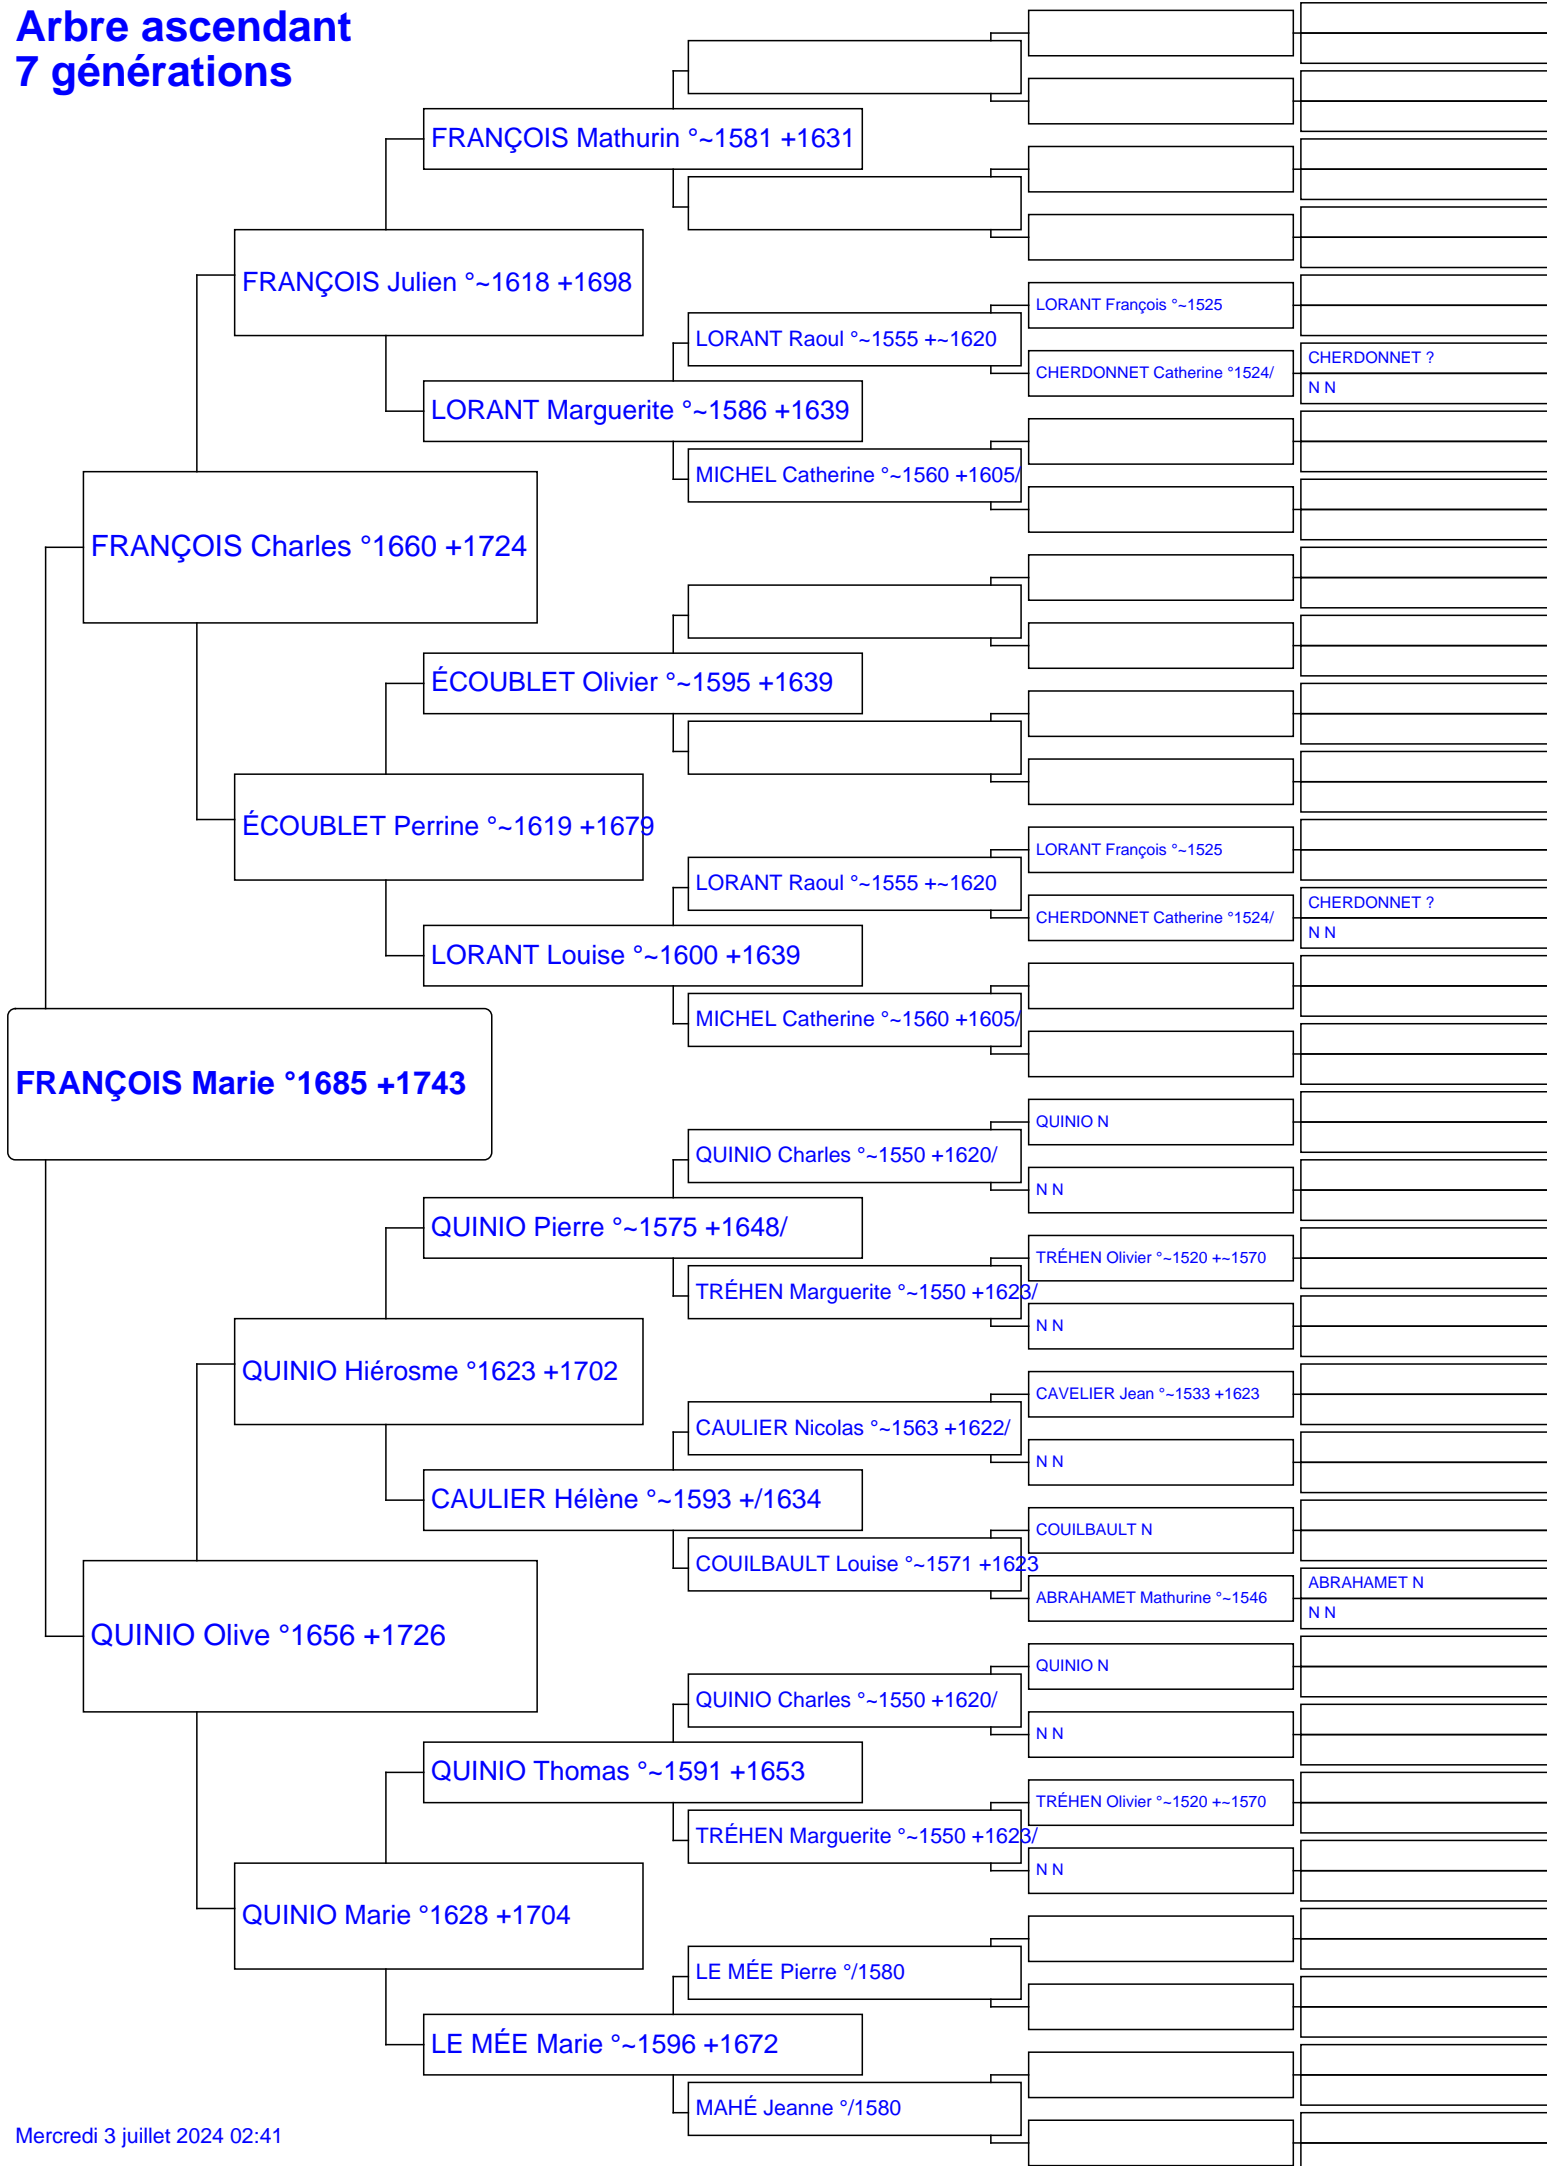 Arbre ascendant
7 générations
FRANÇOIS Mathurin °~1581 +1631
FRANÇOIS Julien °~1618 +1698
LORANT François °~1525
LORANT Raoul °~1555 +~1620
CHERDONNET ?
CHERDONNET Catherine °1524/
N N
LORANT Marguerite °~1586 +1639
MICHEL Catherine °~1560 +1605/
FRANÇOIS Charles °1660 +1724
ÉCOUBLET Olivier °~1595 +1639
ÉCOUBLET Perrine °~1619 +1679
LORANT François °~1525
LORANT Raoul °~1555 +~1620
CHERDONNET ?
CHERDONNET Catherine °1524/
N N
LORANT Louise °~1600 +1639
MICHEL Catherine °~1560 +1605/
FRANÇOIS Marie °1685 +1743
QUINIO N
QUINIO Charles °~1550 +1620/
N N
QUINIO Pierre °~1575 +1648/
TRÉHEN Olivier °~1520 +~1570
TRÉHEN Marguerite °~1550 +1623/
N N
QUINIO Hiérosme °1623 +1702
CAVELIER Jean °~1533 +1623
CAULIER Nicolas °~1563 +1622/
N N
CAULIER Hélène °~1593 +/1634
COUILBAULT N
COUILBAULT Louise °~1571 +1623
ABRAHAMET N
ABRAHAMET Mathurine °~1546
N N
QUINIO Olive °1656 +1726
QUINIO N
QUINIO Charles °~1550 +1620/
N N
QUINIO Thomas °~1591 +1653
TRÉHEN Olivier °~1520 +~1570
TRÉHEN Marguerite °~1550 +1623/
N N
QUINIO Marie °1628 +1704
LE MÉE Pierre °/1580
LE MÉE Marie °~1596 +1672
MAHÉ Jeanne °/1580
Mercredi 3 juillet 2024 02:41